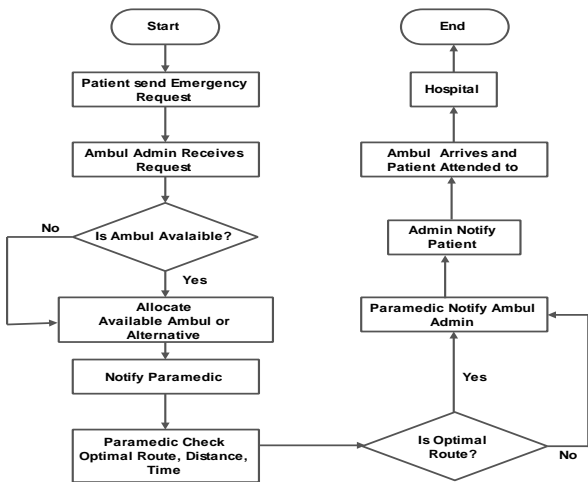 Start
Patient send Emergency
Request
Ambul Admin Receives
Request
Is Ambul Avalaible?
No
Yes
Allocate
Available Ambul or
Alternative
Notify Paramedic
Paramedic Check
Optimal Route, Distance,
Time
Is Optimal
Route?
No
Yes
Paramedic Notify Ambul
Admin
Admin Notify
Patient
Ambul Arrives and
Patient Attended to
Hospital
End